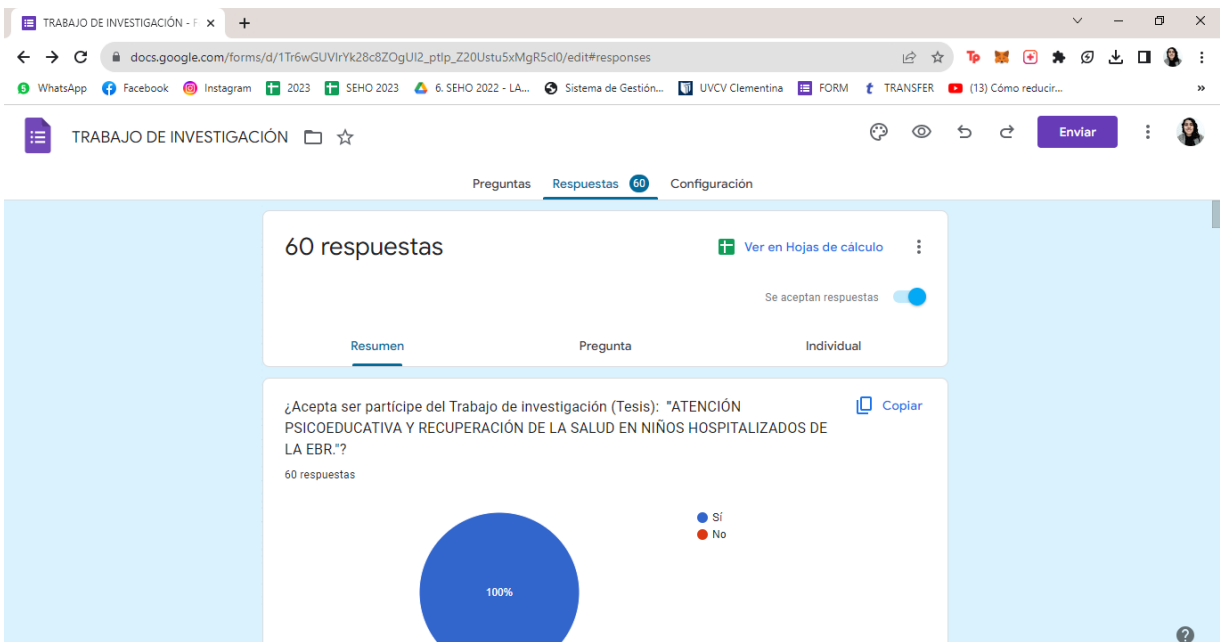 TRABAJO DE INVESTIGACIÓN - F
docs.google.com/forms/d/1Tr6wGUVIrYk28c8ZOgUI2_ptIp_Z20Ustu5xMgR5cI0/edit#responses
WhatsApp Facebook Instagram 2023 SEHO 2023 6. SEHO 2022 - LA... Sistema de Gestión... UVCV Clementina FORM TRANSFER (13) Cómo reducir... »
TRABAJO DE INVESTIGACIÓN
Enviar
Preguntas Respuestas 60 Configuración
60 respuestas
Ver en Hojas de cálculo
Se aceptan respuestas
Resumen Pregunta Individual
¿Acepta ser partícipe del Trabajo de investigación (Tesis): "ATENCIÓN
Copiar
PSICOEDUCATIVA Y RECUPERACIÓN DE LA SALUD EN NIÑOS HOSPITALIZADOS DE
LA EBR."?
60 respuestas
Sí
No
100%